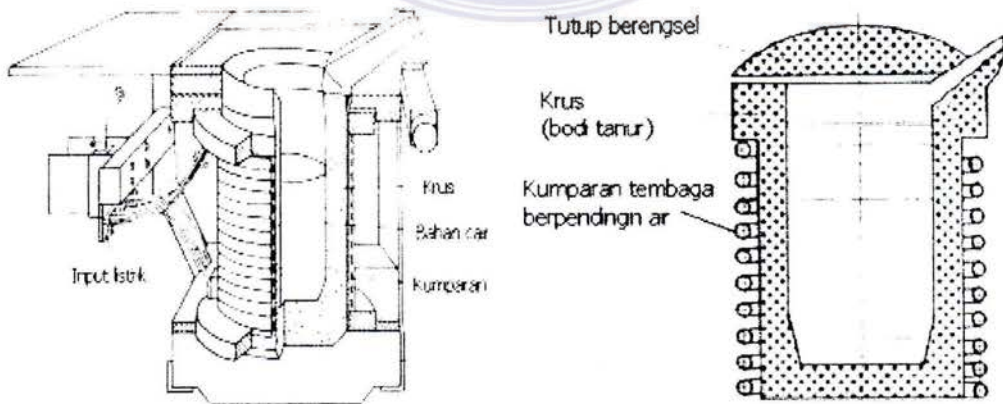 Tutup berengsel
Krus
(bodi tanur)
Kumparan tembaga
berpendingin air
Krus
Bahan cair
Kumparan
Input listrik